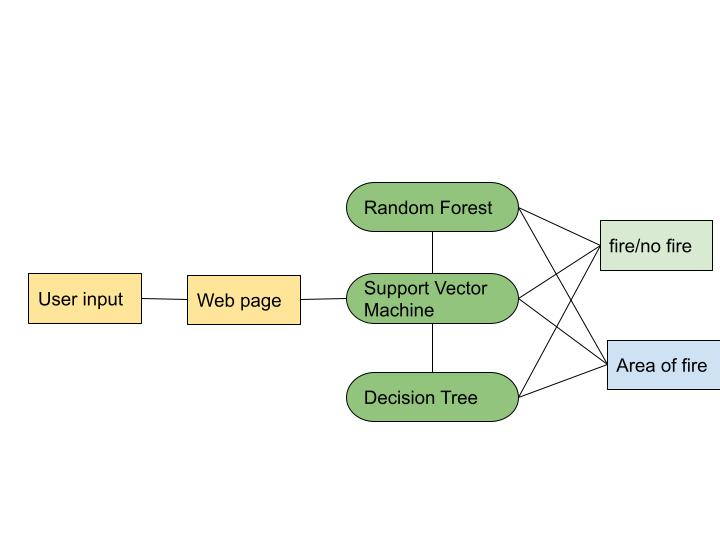 User input
Web page
Random Forest
Support Vector
Machine
Decision Tree
fire/no fire
Area of fire